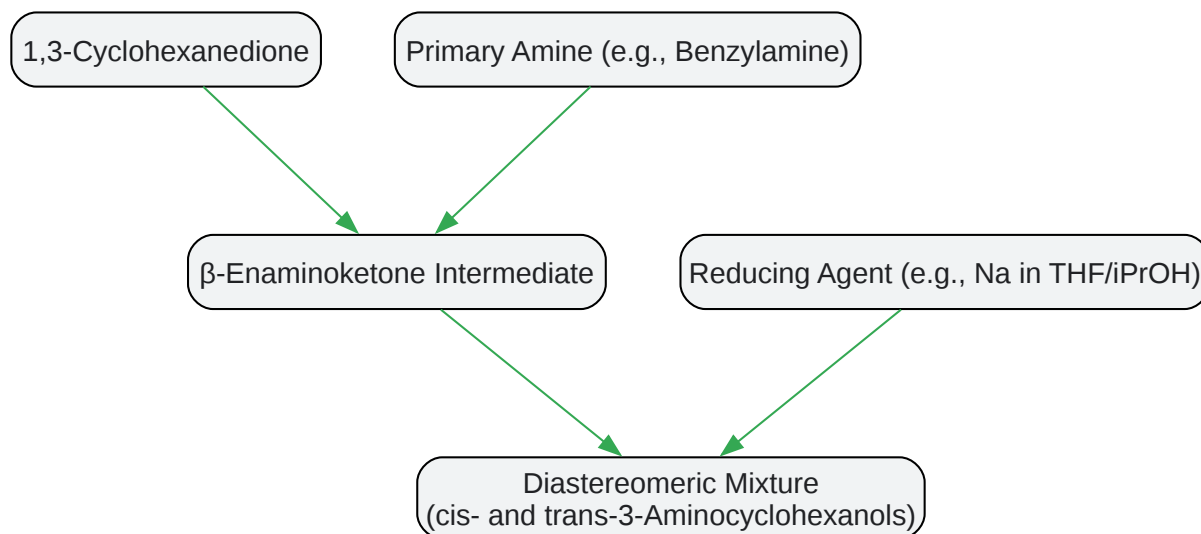 1,3-Cyclohexanedione
Primary Amine (e.g., Benzylamine)
β-Enaminoketone Intermediate
Reducing Agent (e.g., Na in THF/iPrOH)
Diastereomeric Mixture
(cis- and trans-3-Aminocyclohexanols)